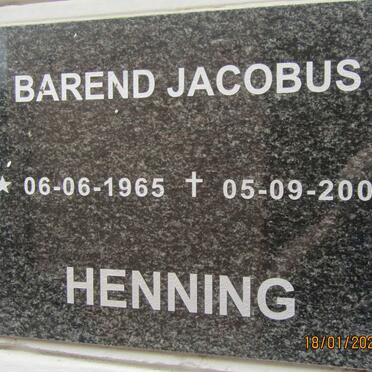 BAREND JACOBUS
★ 06-06-1965 ✝ 05-09-200
HENNING
18/01/202